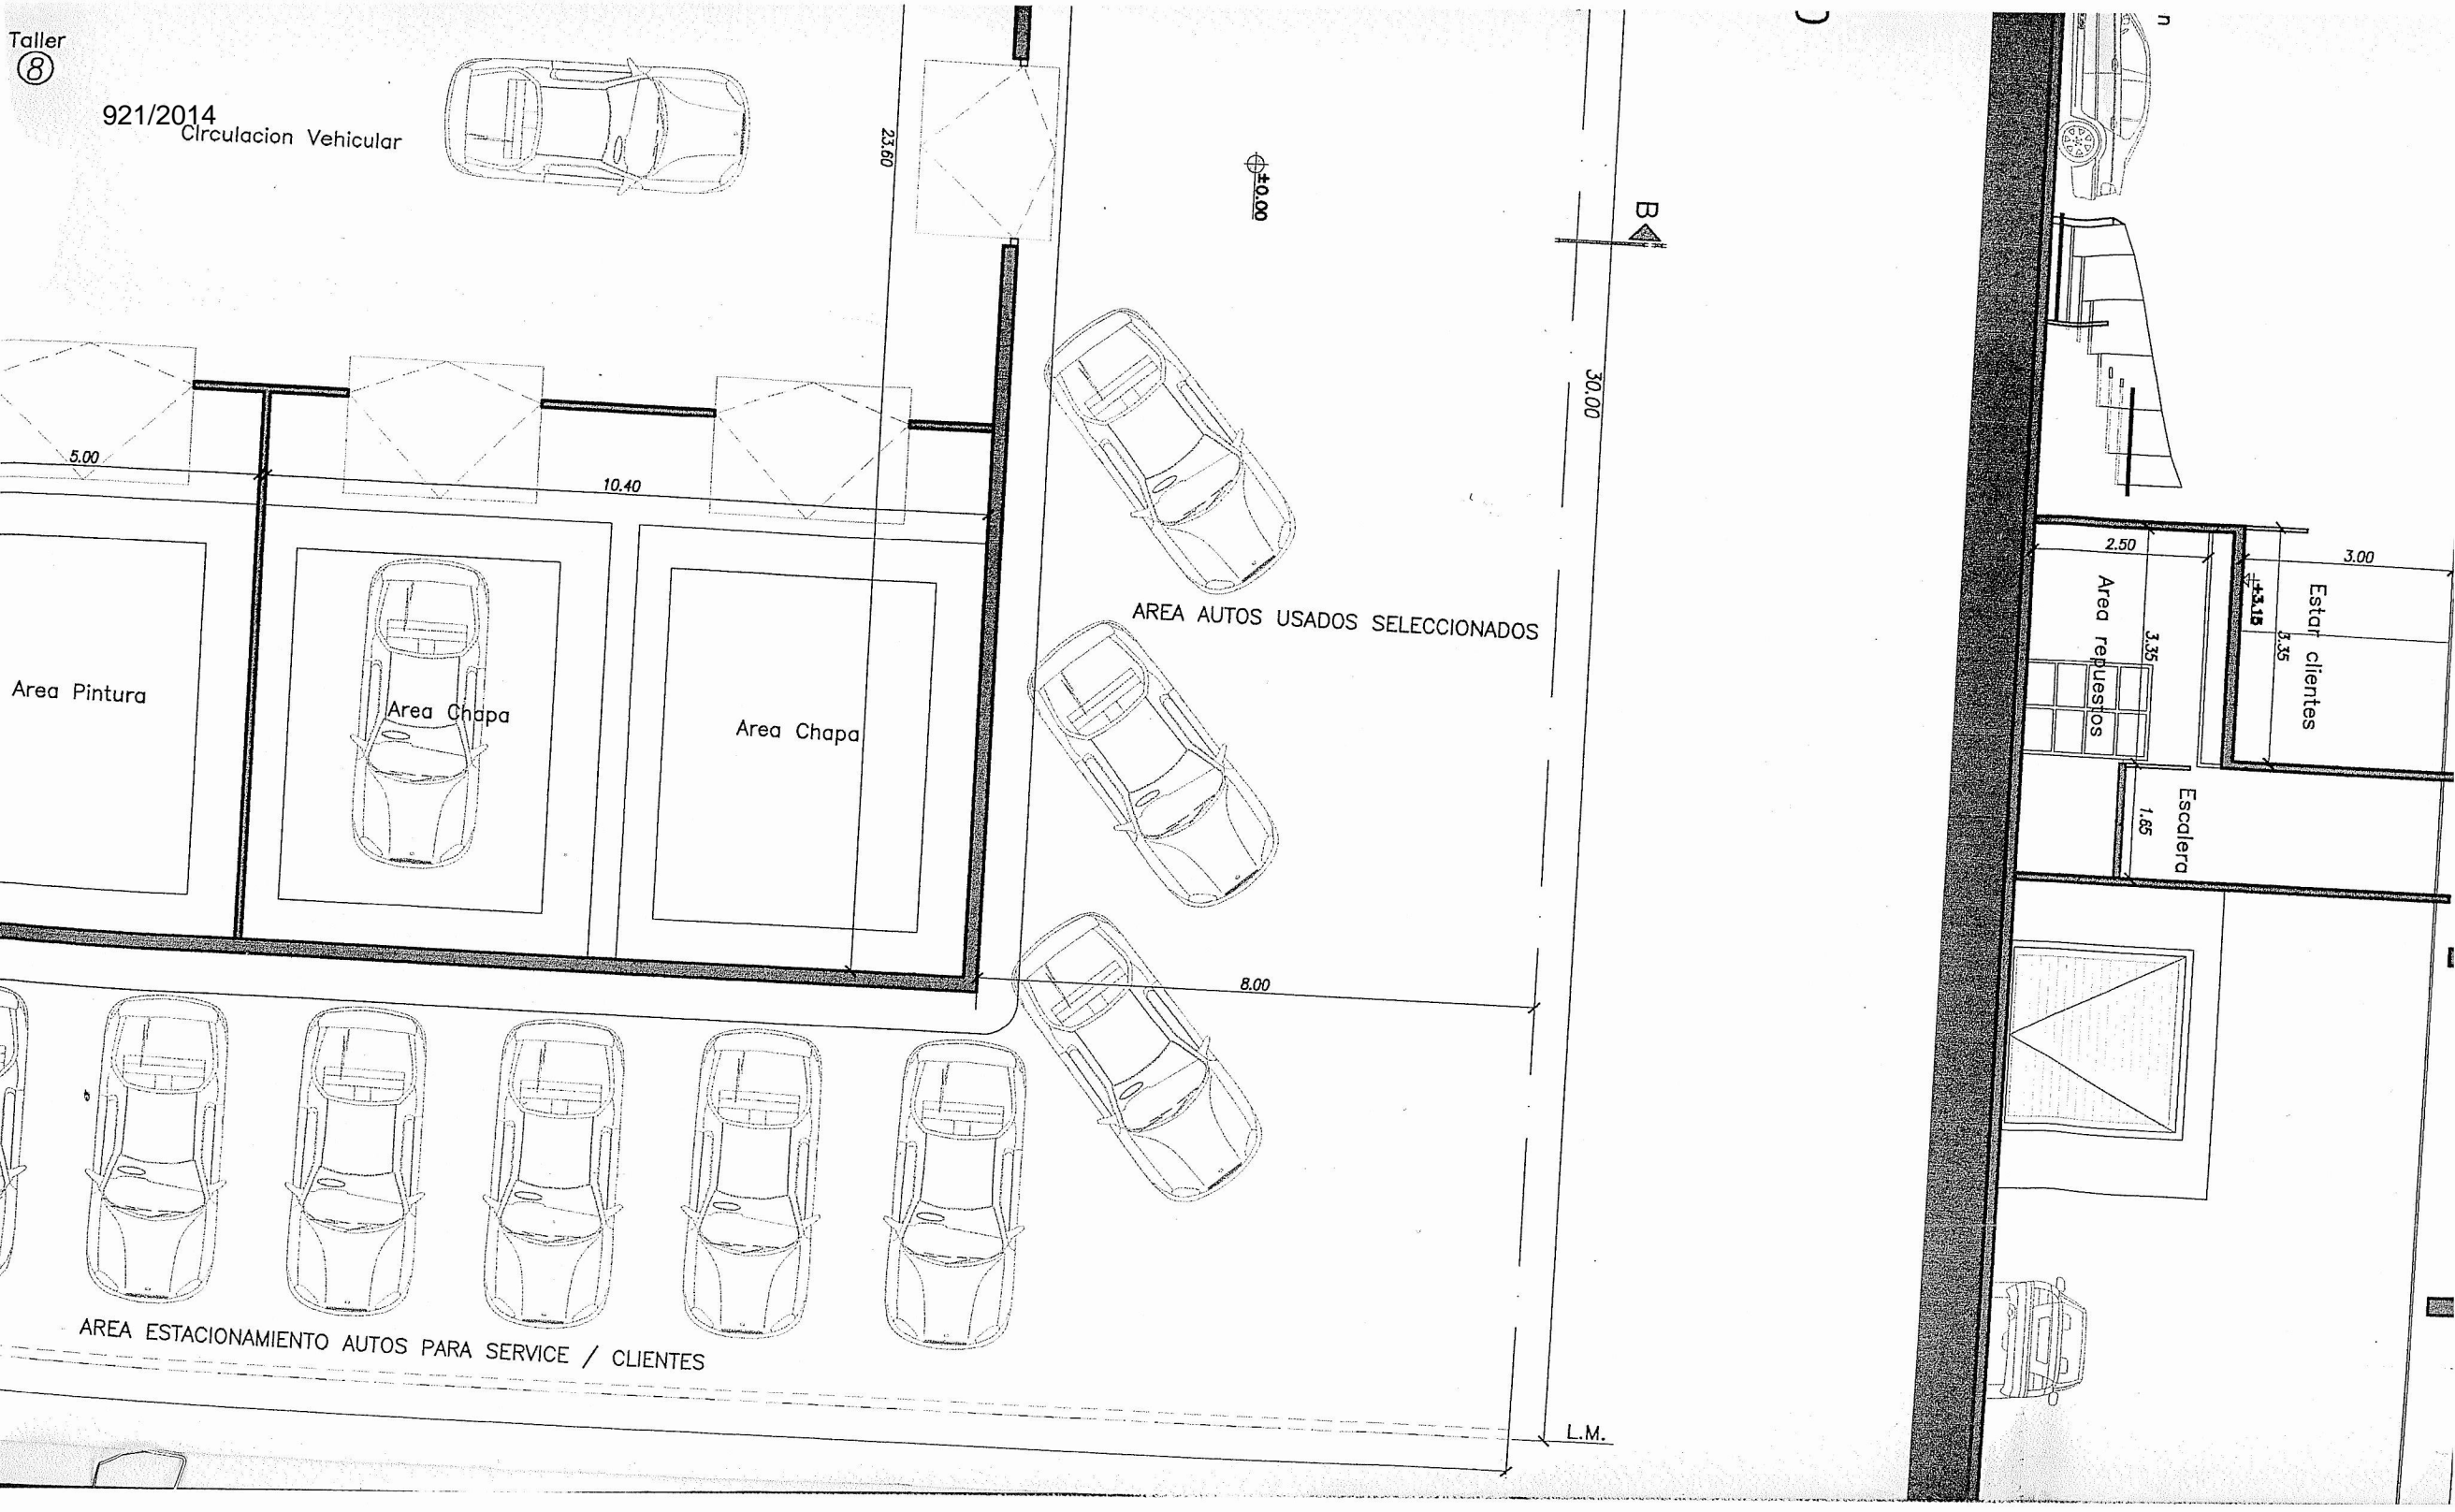 Taller
8
921/2014
Circulacion Vehicular
23.60
±0.00
B
30.00
5.00
10.40
AREA AUTOS USADOS SELECCIONADOS
Area Pintura
Area Chapa
Area Chapa
8.00
AREA ESTACIONAMIENTO AUTOS PARA SERVICE / CLIENTES
L.M.
n
2.50
3.00
Area repuestos
3.35
+3.15
3.35
Estar clientes
Escalera
1.65